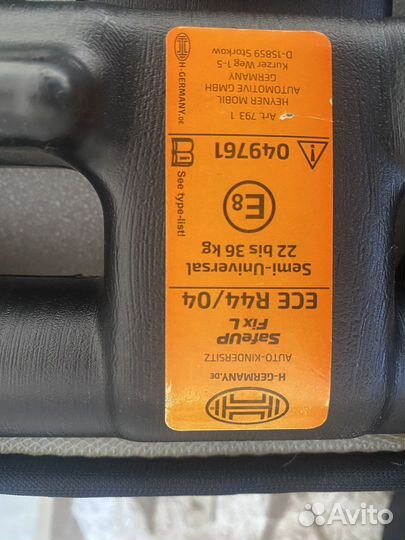 H-GERMANY.DE
AUTO-KINDERSITZ
SafeUP
Fix L
ECE R44/04
Semi-Universal
22 bis 36 kg
E8
See type-list!
049761
Art. 793 1
HEYNER MOBIL
AUTOMOTIVE GMBH
GERMANY
Kurzer Weg 1-5
D-15859 Storkow
H-GERMANY.DE
Avito